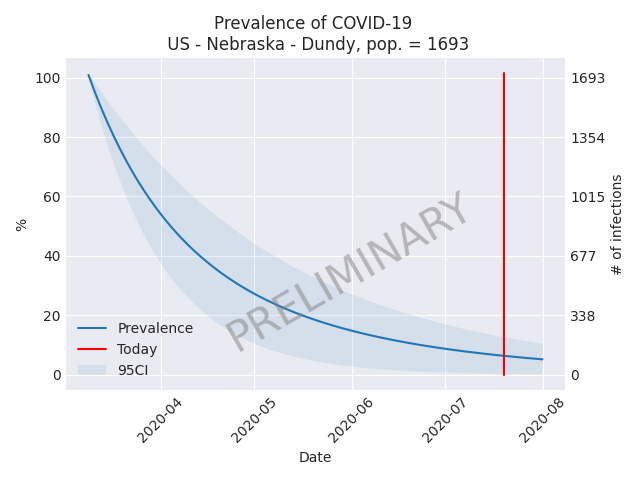 Prevalence of COVID-19
US - Nebraska - Dundy, pop. = 1693
100
80
60
40
20
0
%
1693
1354
1015
677
338
0
# of infections
PRELIMINARY
Prevalence
Today
95CI
2020-04
2020-05
2020-06
2020-07
2020-08
Date